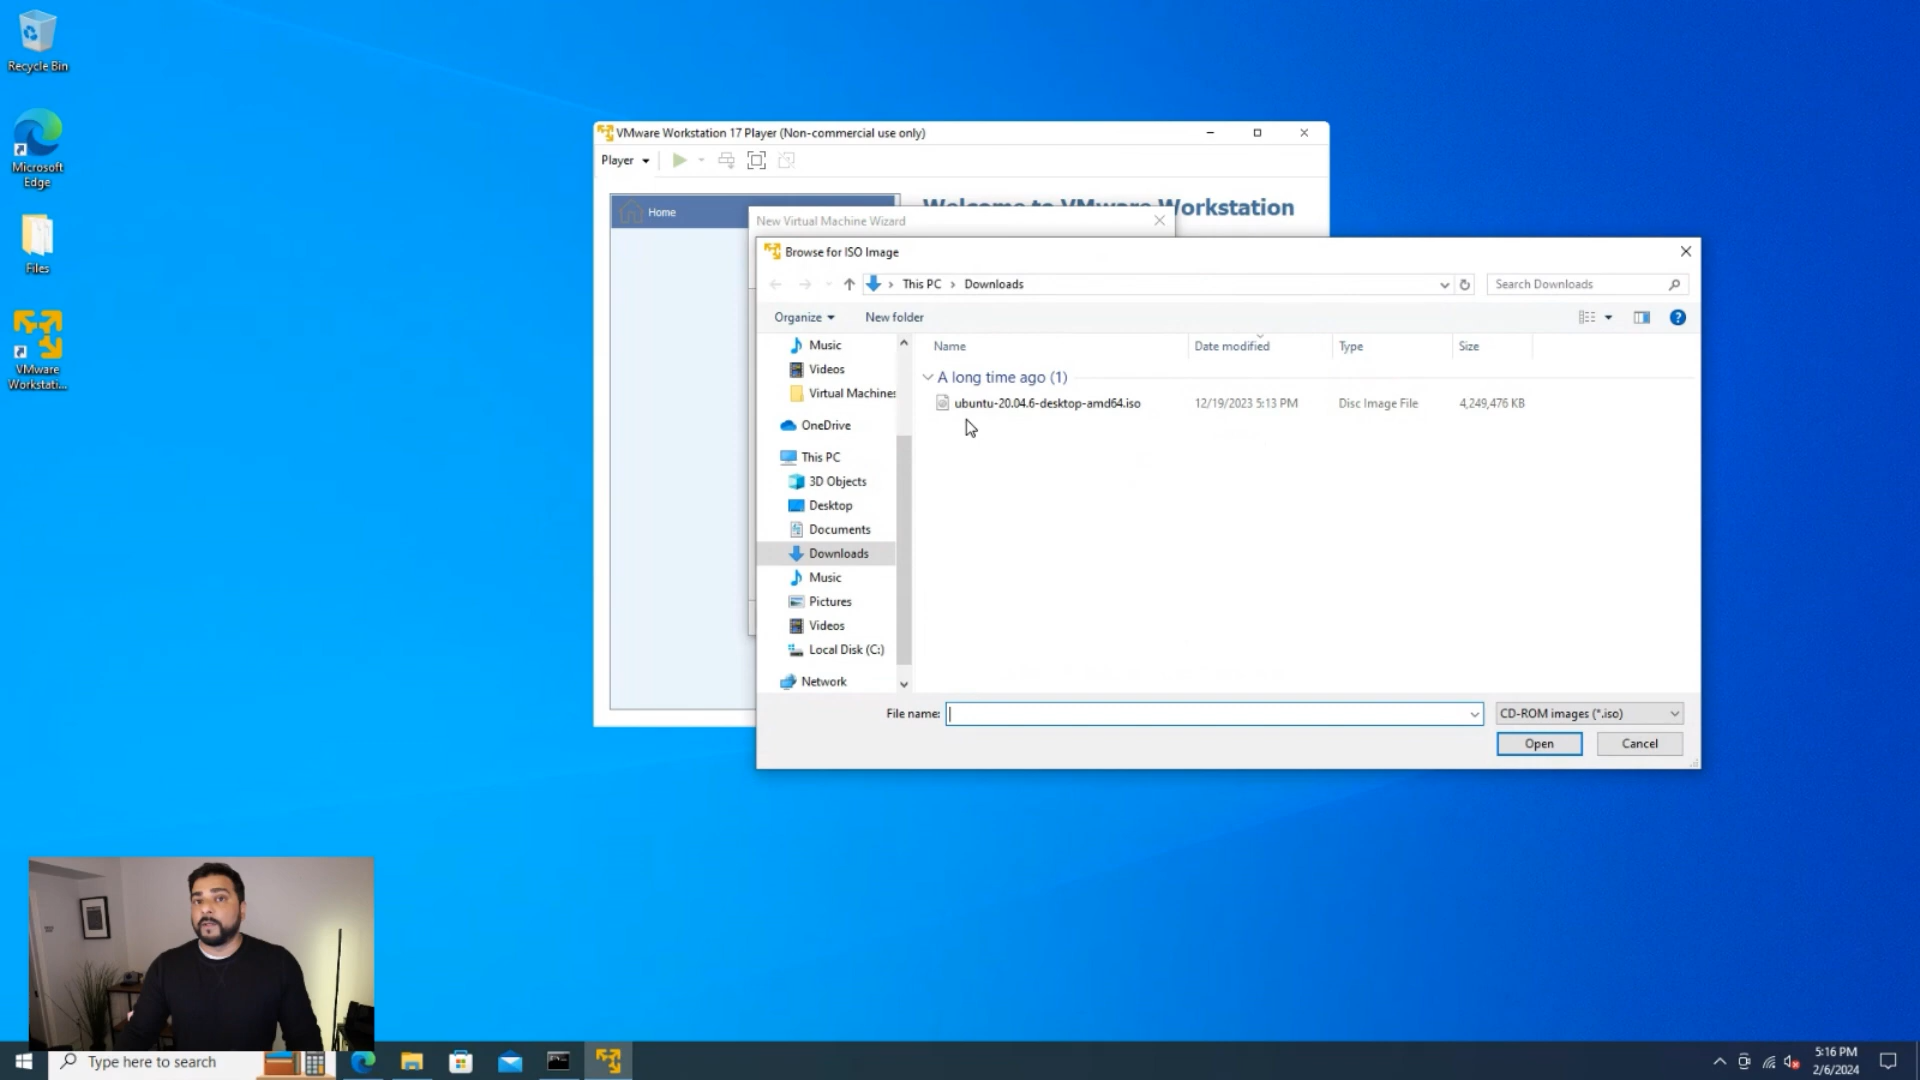 Recycle Bin
Microsoft
Edge
Files
VMware
Workstati...
VMware Workstation 17 Player (Non-commercial use only)
Player
Home
New Virtual Machine Wizard
Browse for ISO Image
This PC
Downloads
Search Downloads
Organize
New folder
Music
Videos
Virtual Machines
OneDrive
This PC
3D Objects
Desktop
Documents
Downloads
Music
Pictures
Videos
Local Disk (C:)
Network
Name
Date modified
Type
Size
A long time ago (1)
ubuntu-20.04.6-desktop-amd64.iso
12/19/2023 5:13 PM
Disc Image File
4,249,476 KB
File name:
CD-ROM images (*.iso)
Open
Cancel
Type here to search
5:16 PM
2/6/2024